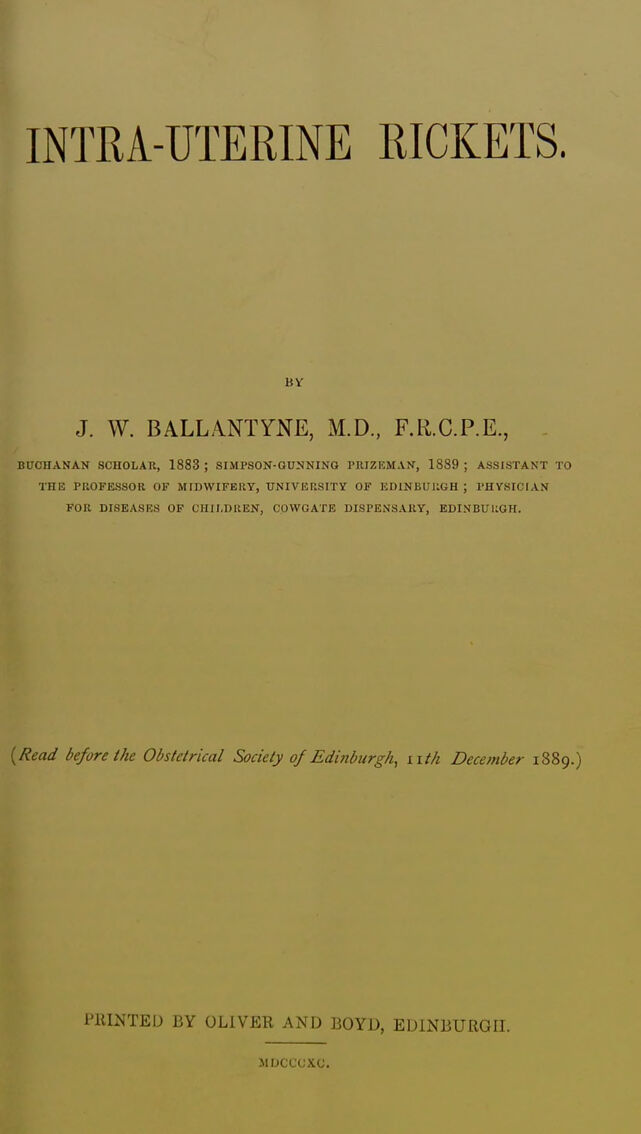 INTRA-UTERINE RICKETS.
BY
J. W. BALLANTYNE, M.D., F.R.C.P.E.,
BUCHANAN SCHOLAR, 1883; SIMPSON-GUNNING PRIZEMAN, 1889; ASSISTANT TO
THE PROFESSOR OF MIDWIFERY, UNIVERSITY OF EDINBURGH; PHYSICIAN
FOR DISEASES OF CHILDREN, COWGATE DISPENSARY, EDINBURGH.
(Read before the Obstetrical Society of Edinburgh, 11th December 1889.)
PRINTED BY OLIVER AND BOYD, EDINBURGH.
MDCCCXC.